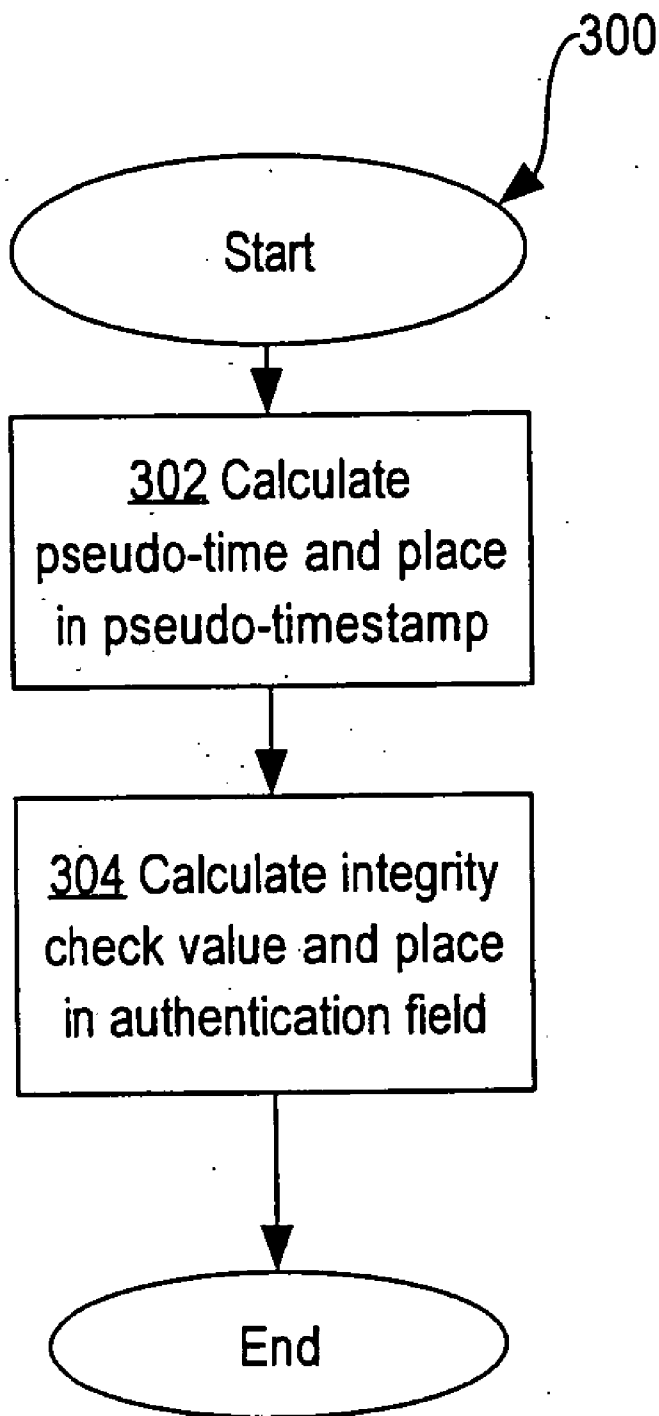 300
Start
302 Calculate
pseudo-time and place
in pseudo-timestamp
304 Calculate integrity
check value and place
in authentication field
End